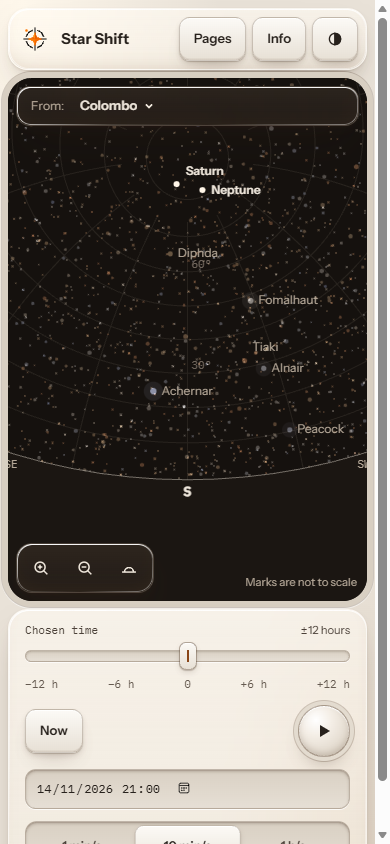 Star Shift
Pages
Info
From: Colombo
Saturn
Neptune
Diphda
60°
Fomalhaut
Tiaki
Alnair
30°
Achernar
Peacock
SE
S
Marks are not to scale
Chosen time
±12 hours
−12 h
−6 h
0
+6 h
+12 h
Now
14/11/2026 21:00